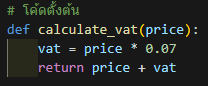 # โค้ดตั้งต้น
def calculate_vat(price):
    vat = price * 0.07
    return price + vat